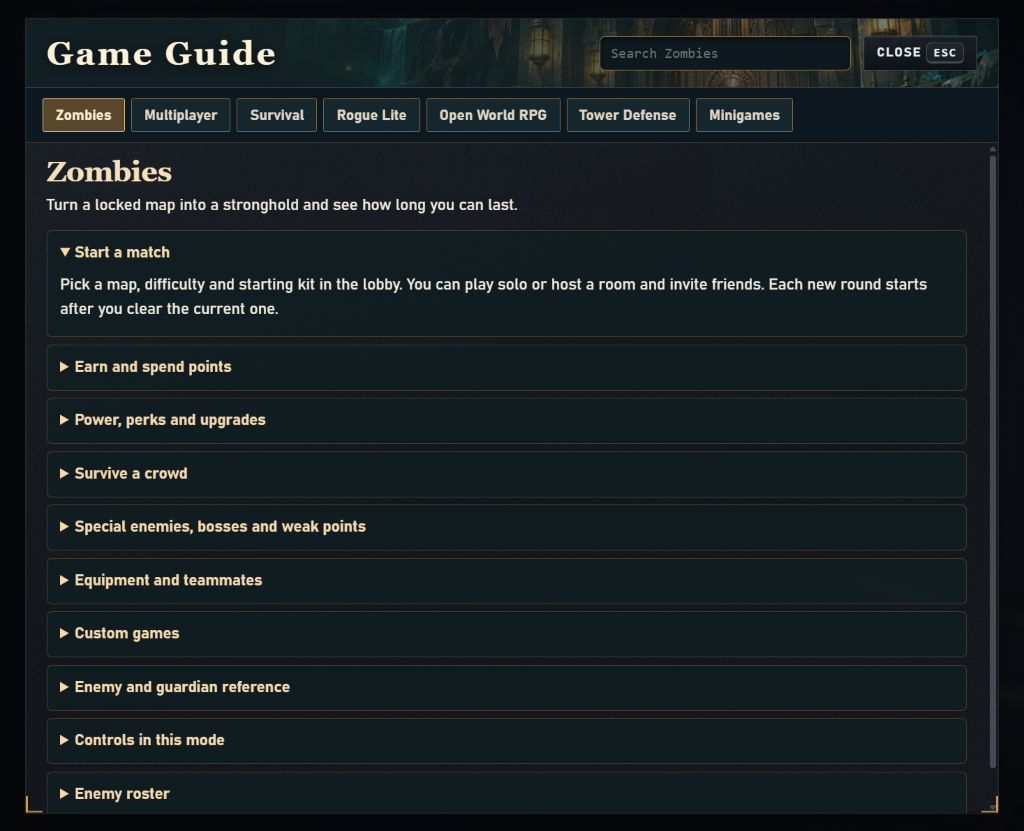 Game Guide
Search Zombies
CLOSE ESC
Zombies
Multiplayer
Survival
Rogue Lite
Open World RPG
Tower Defense
Minigames
Zombies
Turn a locked map into a stronghold and see how long you can last.
Start a match
Pick a map, difficulty and starting kit in the lobby. You can play solo or host a room and invite friends. Each new round starts
after you clear the current one.
Earn and spend points
Power, perks and upgrades
Survive a crowd
Special enemies, bosses and weak points
Equipment and teammates
Custom games
Enemy and guardian reference
Controls in this mode
Enemy roster